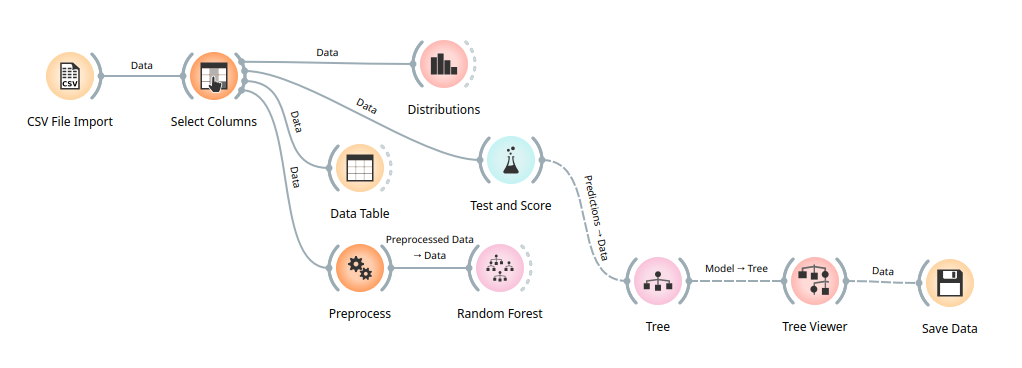 Data
CSV
CSV File Import
Select Columns
Data
Distributions
Data
Test and Score
Data
Data Table
Data
Preprocess
Preprocessed Data
→ Data
Random Forest
Predictions → Data
Tree
Model → Tree
Tree Viewer
Data
Save Data